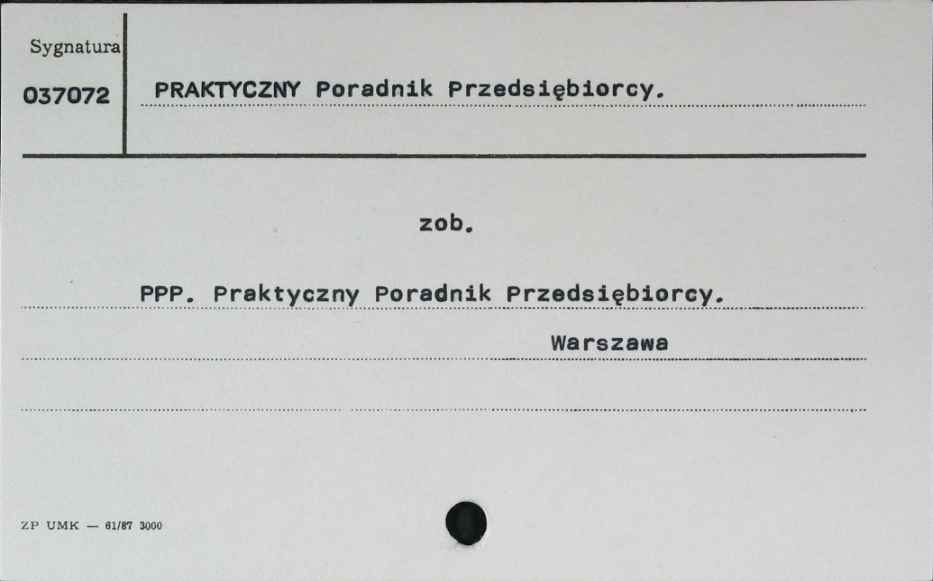 Sygnatura
037072
PRAKTYCZNY Poradnik Przedsiębiorcy.
zob.
PPP. Praktyczny Poradnik Przedsiębiorcy.
Warszawa
ZP UMK — 61/87 3000